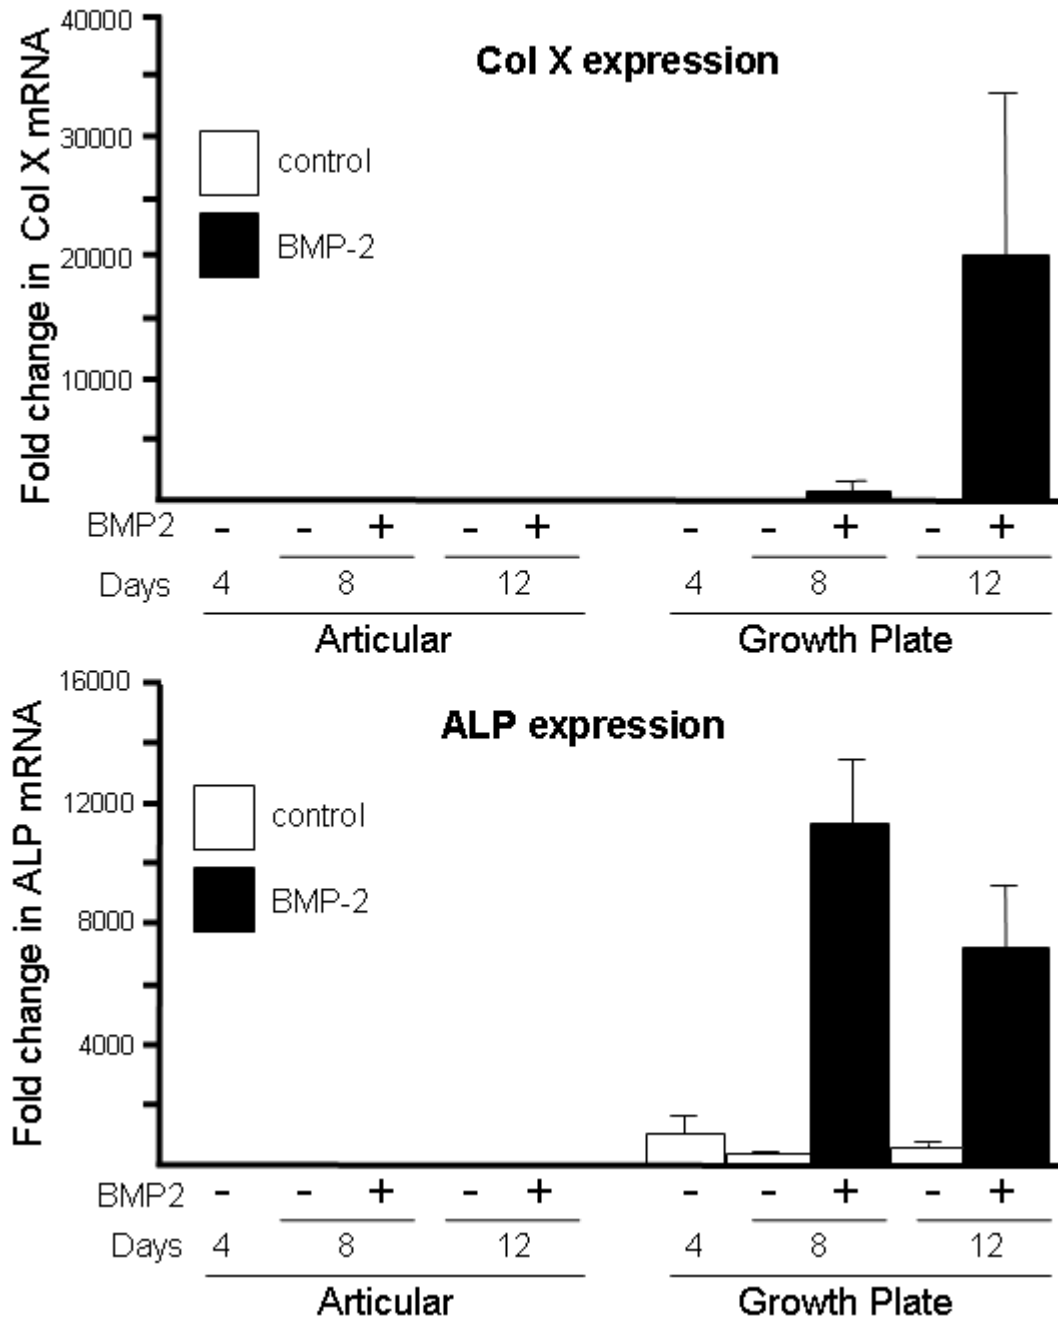 Col X expression
Fold change in Col X mRNA
40000
30000
20000
10000
control
BMP-2
BMP2 - - + - + - - + - +
Days 4 8 12 4 8 12
Articular Growth Plate
ALP expression
Fold change in ALP mRNA
16000
12000
8000
4000
control
BMP-2
BMP2 - - + - + - - + - +
Days 4 8 12 4 8 12
Articular Growth Plate